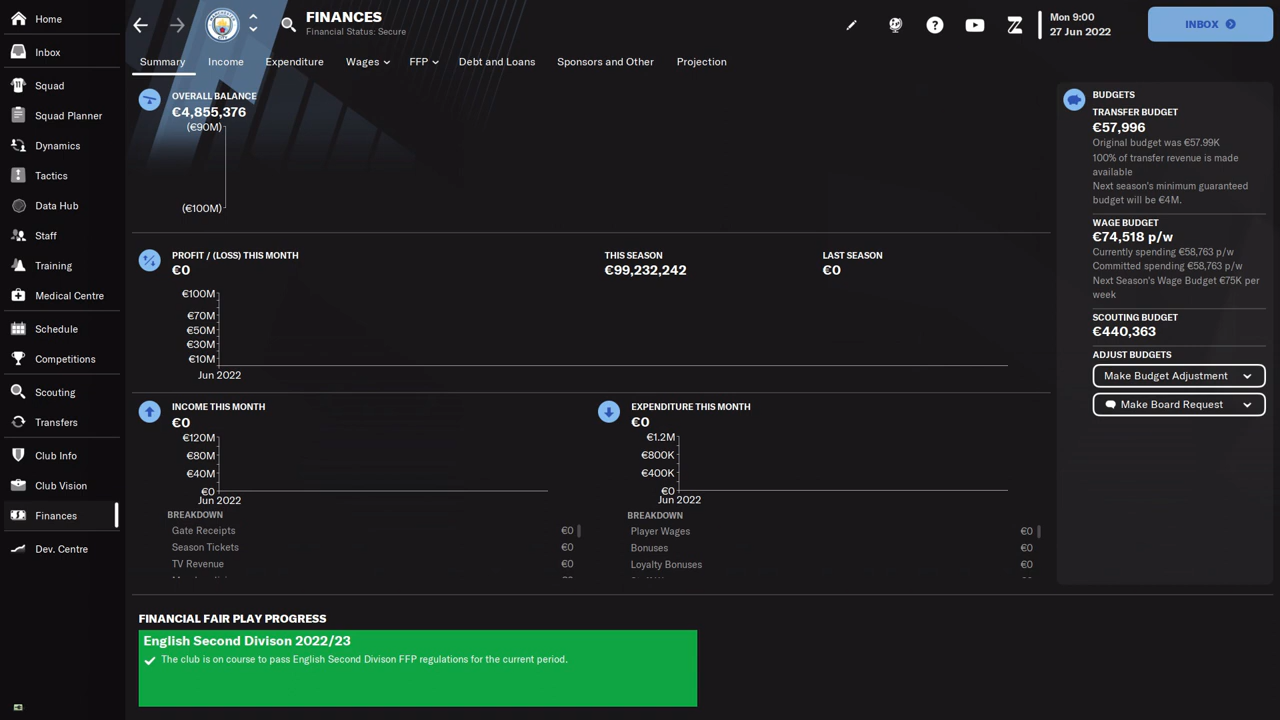 Home
Inbox
Squad
Squad Planner
Dynamics
Tactics
Data Hub
Staff
Training
Medical Centre
Schedule
Competitions
Scouting
Transfers
Club Info
Club Vision
Finances
Dev. Centre
FINANCES
Financial Status: Secure
Mon 9:00
27 Jun 2022
INBOX
Summary Income Expenditure Wages FFP Debt and Loans Sponsors and Other Projection
OVERALL BALANCE
€4,855,376
(€90M)
(€100M)
PROFIT / (LOSS) THIS MONTH
€0
THIS SEASON
€99,232,242
LAST SEASON
€0
€100M
€70M
€50M
€30M
€10M
Jun 2022
INCOME THIS MONTH
€0
€120M
€80M
€40M
€0
Jun 2022
BREAKDOWN
Gate Receipts €0
Season Tickets €0
TV Revenue €0
EXPENDITURE THIS MONTH
€0
€1.2M
€800K
€400K
€0
Jun 2022
BREAKDOWN
Player Wages €0
Bonuses €0
Loyalty Bonuses €0
BUDGETS
TRANSFER BUDGET
€57,996
Original budget was €57.99K
100% of transfer revenue is made
available
Next season's minimum guaranteed
budget will be €4M.
WAGE BUDGET
€74,518 p/w
Currently spending €58,763 p/w
Committed spending €58,763 p/w
Next Season's Wage Budget €75K per
week
SCOUTING BUDGET
€440,363
ADJUST BUDGETS
Make Budget Adjustment
Make Board Request
FINANCIAL FAIR PLAY PROGRESS
English Second Divison 2022/23
The club is on course to pass English Second Divison FFP regulations for the current period.